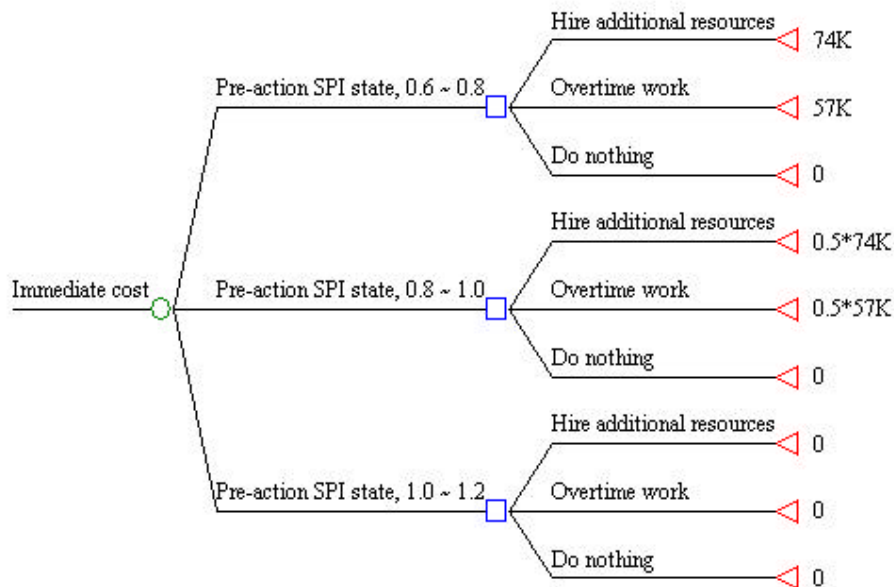 Hire additional resources
74K
Pre-action SPI state, 0.6 ~ 0.8
Overtime work
57K
Do nothing
0
Hire additional resources
0.5*74K
Immediate cost
Pre-action SPI state, 0.8 ~ 1.0
Overtime work
0.5*57K
Do nothing
0
Hire additional resources
0
Pre-action SPI state, 1.0 ~ 1.2
Overtime work
0
Do nothing
0